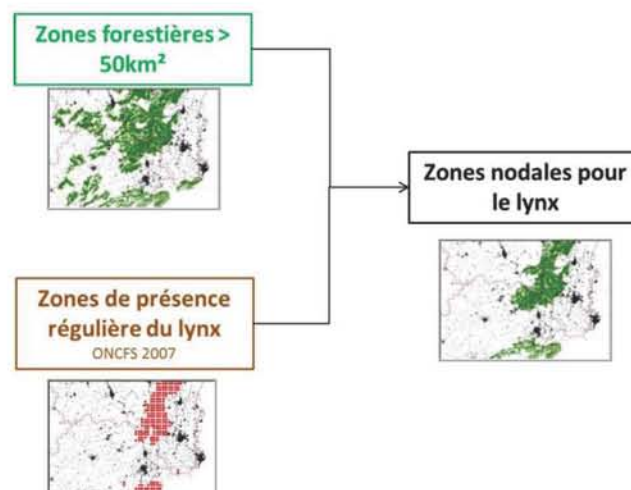 Zones forestières >
50km²
Zones nodales pour
le lynx
Zones de présence
régulière du lynx
ONCFS 2007